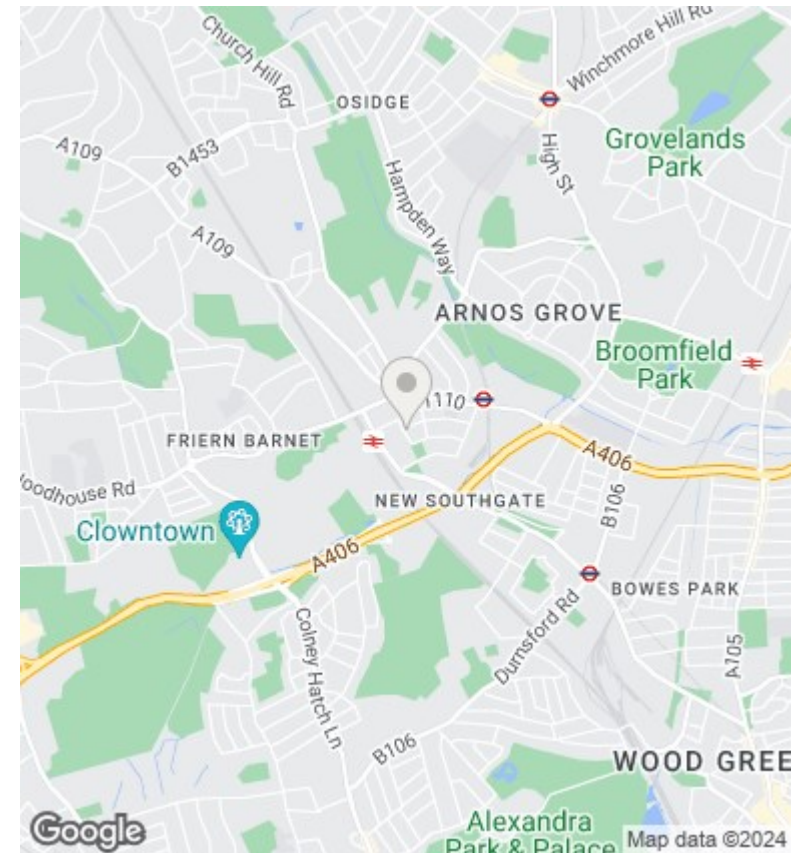 Church Hill Rd
Winchmore Hill Rd
OSIDGE
A109
B1453
High St
Grovelands
Park
Hampden Way
A109
ARNOS GROVE
Broomfield
Park
1110
FRIERN BARNET
A406
oodhouse Rd
NEW SOUTHGATE
B106
Clowntown
A406
BOWES PARK
Durnsford Rd
A105
Colney Hatch Ln
B106
WOOD GREE
Alexandra
Park & Palace
Google
Map data ©2024